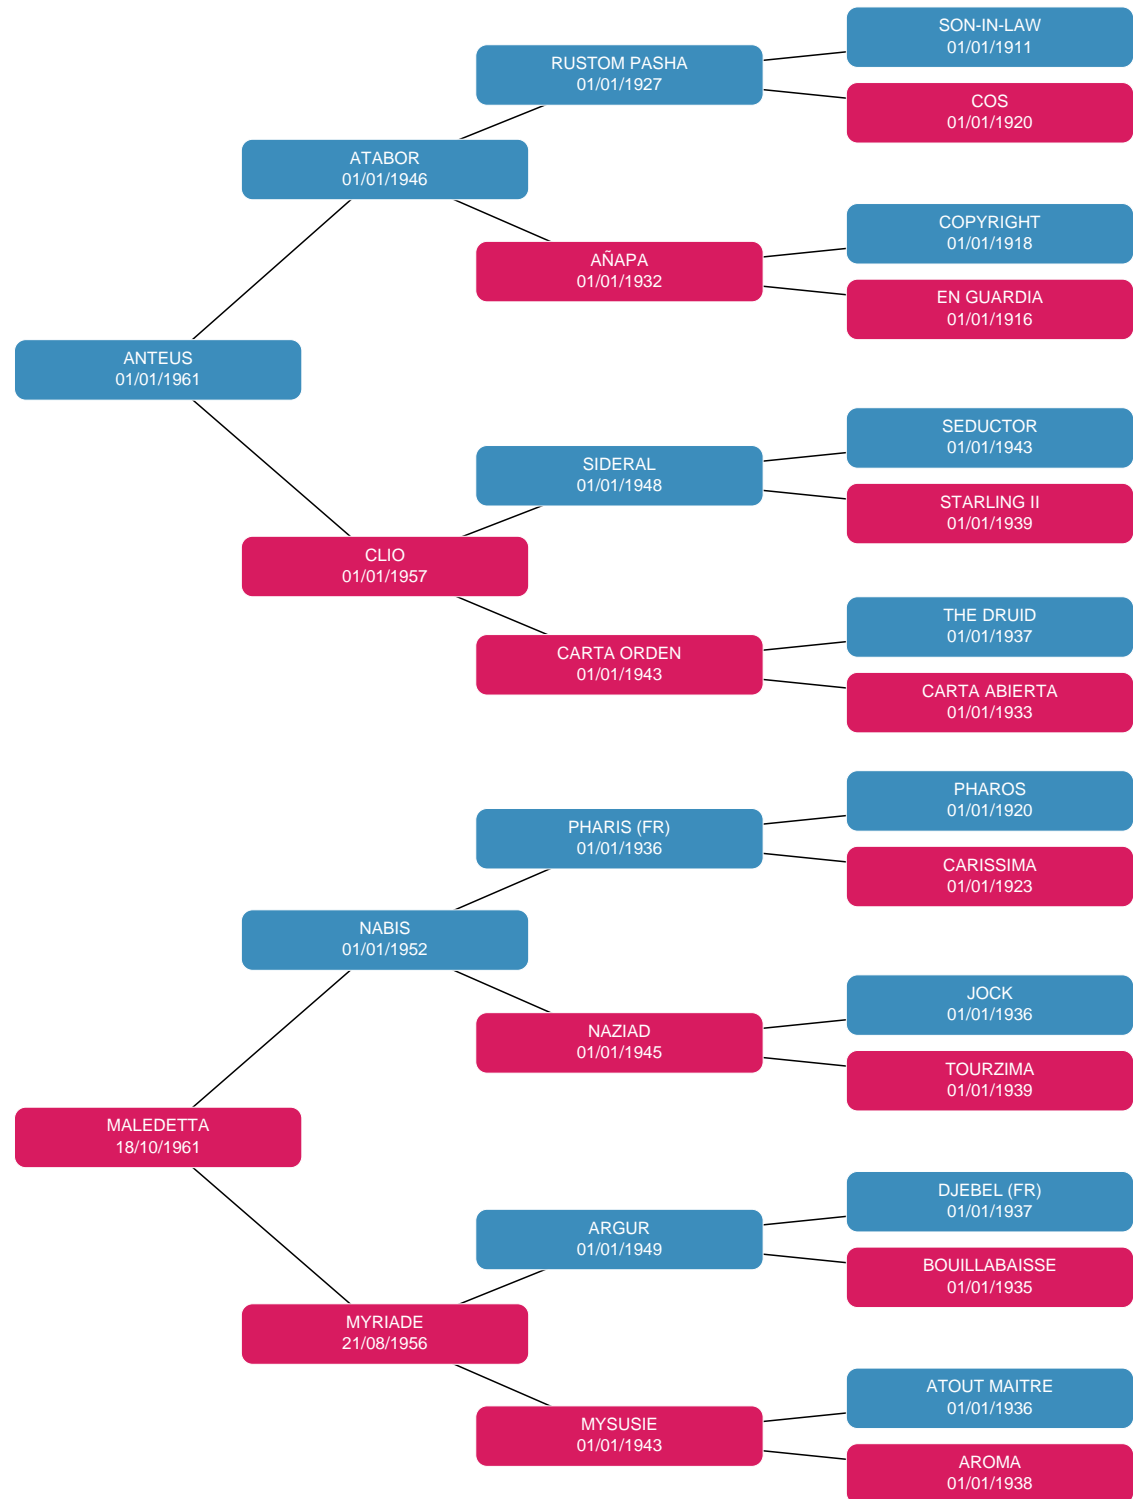 SON-IN-LAW
01/01/1911
RUSTOM PASHA
01/01/1927
COS
01/01/1920
ATABOR
01/01/1946
COPYRIGHT
01/01/1918
AÑAPA
01/01/1932
EN GUARDIA
01/01/1916
ANTEUS
01/01/1961
SEDUCTOR
01/01/1943
SIDERAL
01/01/1948
STARLING II
01/01/1939
CLIO
01/01/1957
THE DRUID
01/01/1937
CARTA ORDEN
01/01/1943
CARTA ABIERTA
01/01/1933
PHAROS
01/01/1920
PHARIS (FR)
01/01/1936
CARISSIMA
01/01/1923
NABIS
01/01/1952
JOCK
01/01/1936
NAZIAD
01/01/1945
TOURZIMA
01/01/1939
MALEDETTA
18/10/1961
DJEBEL (FR)
01/01/1937
ARGUR
01/01/1949
BOUILLABAISSE
01/01/1935
MYRIADE
21/08/1956
ATOUT MAITRE
01/01/1936
MYSUSIE
01/01/1943
AROMA
01/01/1938